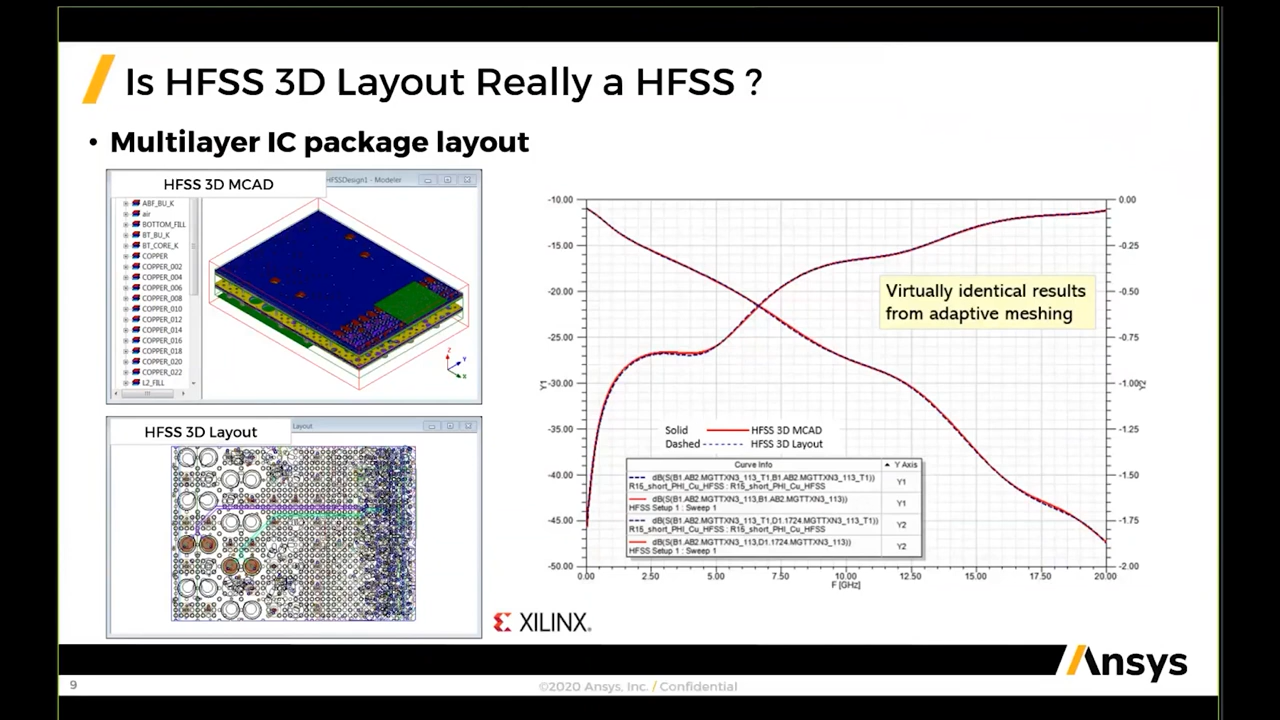 Is HFSS 3D Layout Really a HFSS ?
• Multilayer IC package layout
HFSS 3D MCAD
HFSSDesign1 - Modeler
ABF_BU_K
air
BOTTOM_FILL
BT_BU_K
BT_CORE_K
COPPER
COPPER_002
COPPER_004
COPPER_006
COPPER_008
COPPER_010
COPPER_012
COPPER_014
COPPER_016
COPPER_018
COPPER_020
COPPER_022
L2_FILL
Z
Y
X
HFSS 3D Layout
Layout
-10.00
-15.00
-20.00
-25.00
-30.00
-35.00
-40.00
-45.00
-50.00
Y1
0.00
-0.25
-0.50
-0.75
-1.00
-1.25
-1.50
-1.75
-2.00
Y2
0.00 2.50 5.00 7.50 10.00 12.50 15.00 17.50 20.00
F [GHz]
Virtually identical results
from adaptive meshing
Solid HFSS 3D MCAD
Dashed HFSS 3D Layout
Curve Info Y Axis
dB(S(B1.AB2.MGTTXN3_113_T1,B1.AB2.MGTTXN3_113_T1)) Y1
R15_short_PHI_Cu_HFSS : R15_short_PHI_Cu_HFSS
dB(S(B1.AB2.MGTTXN3_113,B1.AB2.MGTTXN3_113)) Y1
HFSS Setup 1 : Sweep 1
dB(S(B1.AB2.MGTTXN3_113_T1,D1.1724.MGTTXN3_113_T1)) Y2
R15_short_PHI_Cu_HFSS : R15_short_PHI_Cu_HFSS
dB(S(B1.AB2.MGTTXN3_113,D1.1724.MGTTXN3_113)) Y2
HFSS Setup 1 : Sweep 1
XILINX.
Ansys
9
©2020 Ansys, Inc. / Confidential